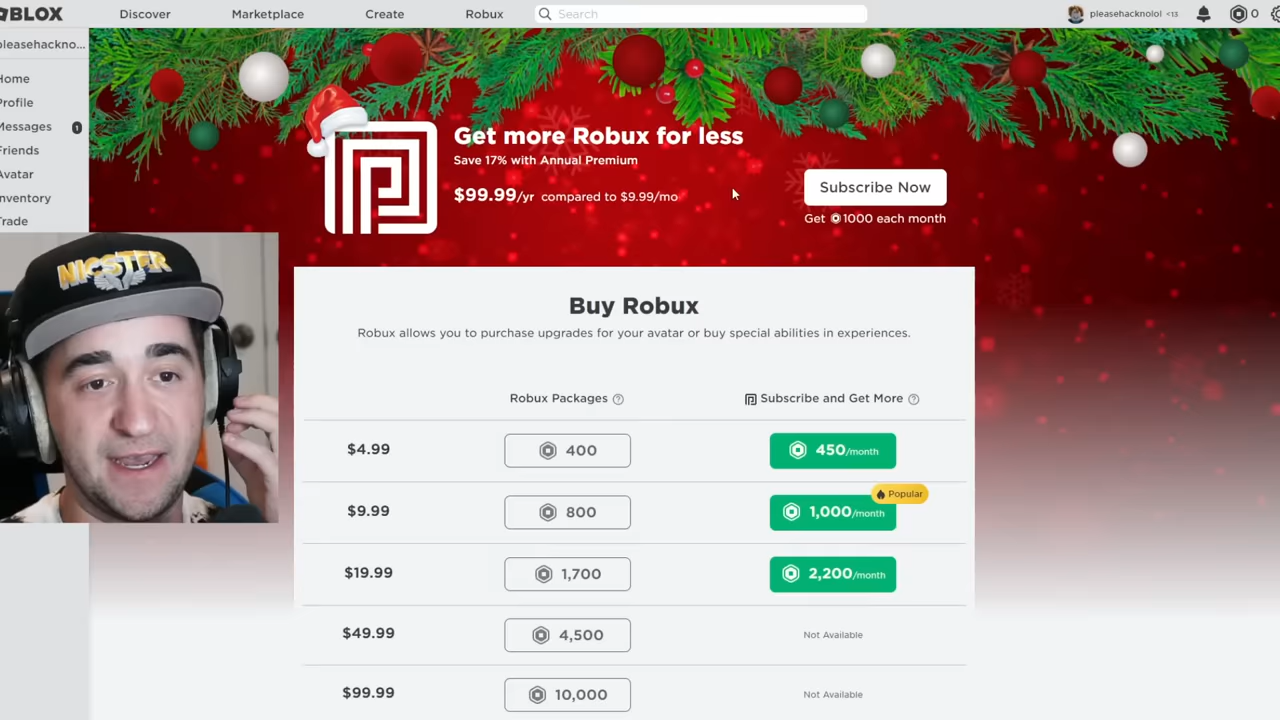 BLOX
Discover
Marketplace
Create
Robux
Search
pleasehacknolol <13
0
pleasehackno...
Home
Profile
Messages
1
Friends
Avatar
Inventory
Trade
Get more Robux for less
Save 17% with Annual Premium
$99.99/yr compared to $9.99/mo
Subscribe Now
Get 1000 each month
NICSTER
Buy Robux
Robux allows you to purchase upgrades for your avatar or buy special abilities in experiences.
Robux Packages ?
Subscribe and Get More ?
$4.99
400
450/month
Popular
$9.99
800
1,000/month
$19.99
1,700
2,200/month
$49.99
4,500
Not Available
$99.99
10,000
Not Available